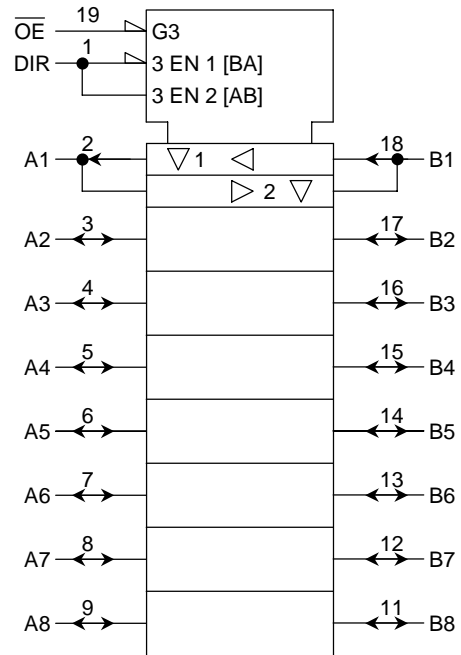 19
O̅E̅ G3
1
DIR 3 EN 1 [BA]
3 EN 2 [AB]
2 18
A1 ▽ 1 ◁ B1
▷ 2 ▽
3 17
A2 B2
4 16
A3 B3
5 15
A4 B4
6 14
A5 B5
7 13
A6 B6
8 12
A7 B7
9 11
A8 B8